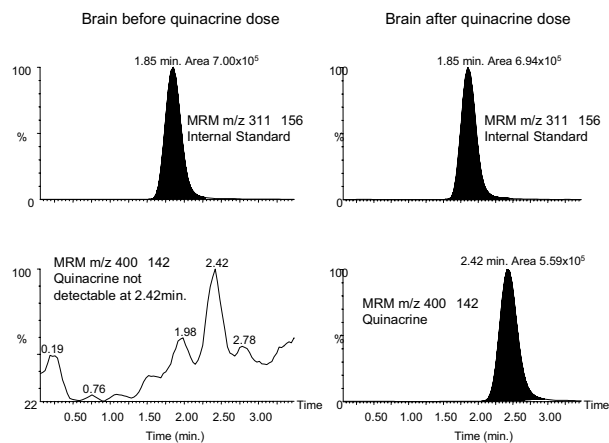 Brain before quinacrine dose
Brain after quinacrine dose
1.85 min. Area 7.00x10⁵
100
MRM m/z 311 156
Internal Standard
%
0
1.85 min. Area 6.94x10⁵
100
MRM m/z 311 156
Internal Standard
%
0
MRM m/z 400 142
Quinacrine not
detectable at 2.42min.
100
2.42
%
1.98
2.78
0.19
0.76
22
Time
0.50 1.00 1.50 2.00 2.50 3.00
Time (min.)
2.42 min. Area 5.59x10⁵
100
MRM m/z 400 142
Quinacrine
%
0
Time
0.50 1.00 1.50 2.00 2.50 3.00
Time (min.)